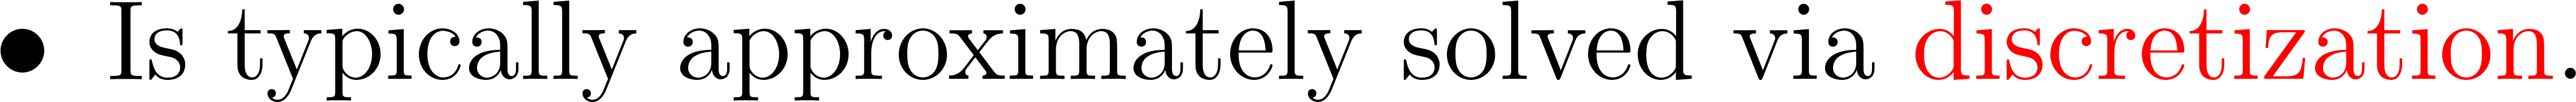 • Is typically approximately solved via discretization.